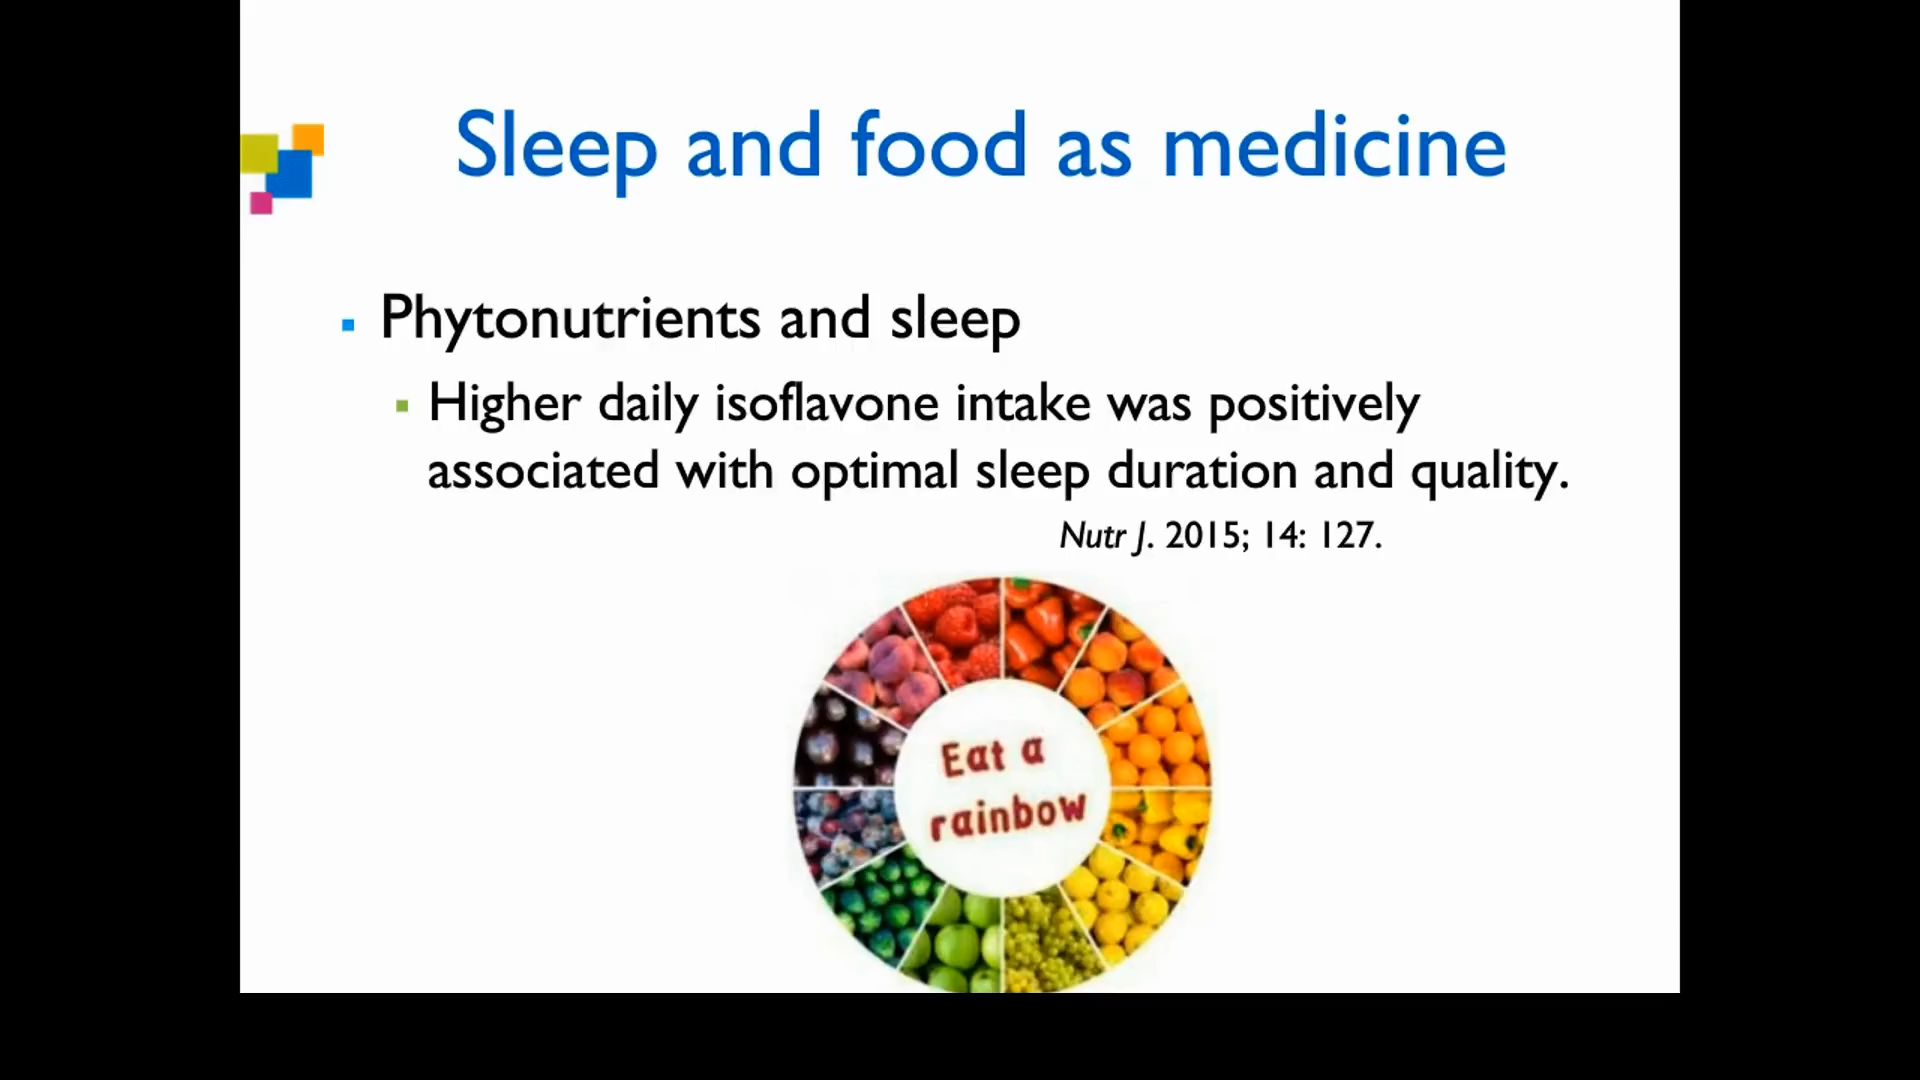 Sleep and food as medicine
Phytonutrients and sleep
Higher daily isoflavone intake was positively
associated with optimal sleep duration and quality.
Nutr J. 2015; 14: 127.
Eat a
rainbow